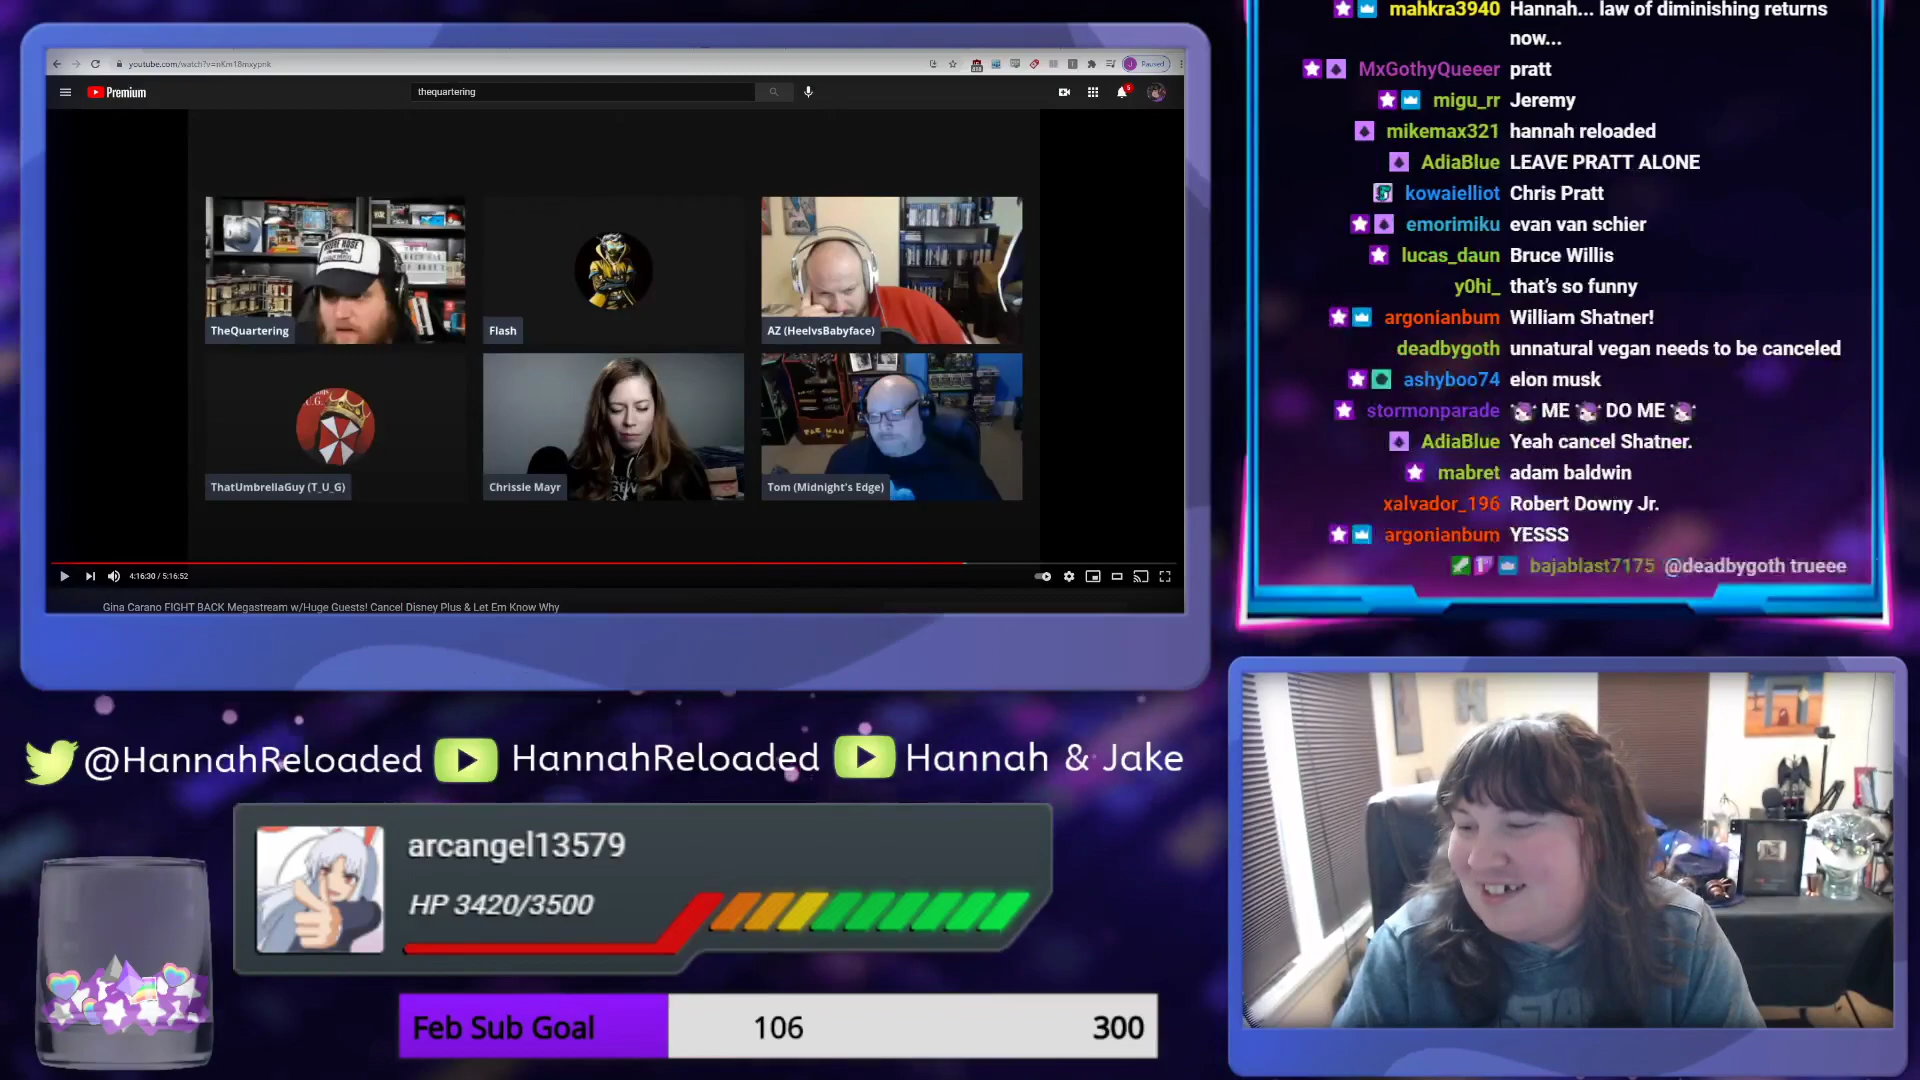 youtube.com/watch?v=nKm18mxypnk
Paused
Premium
thequartering
TheQuartering
Flash
AZ (HeelvsBabyface)
ThatUmbrellaGuy (T_U_G)
Chrissie Mayr
Tom (Midnight's Edge)
4:16:30 / 5:16:52
Gina Carano FIGHT BACK Megastream w/Huge Guests! Cancel Disney Plus & Let Em Know Why
mahkra3940 Hannah... law of diminishing returns
now...
MxGothyQueeer pratt
migu_rr Jeremy
mikemax321 hannah reloaded
AdiaBlue LEAVE PRATT ALONE
kowaielliot Chris Pratt
emorimiku evan van schier
lucas_daun Bruce Willis
y0hi_ that's so funny
argonianbum William Shatner!
deadbygoth unnatural vegan needs to be canceled
ashyboo74 elon musk
stormonparade ME DO ME
AdiaBlue Yeah cancel Shatner.
mabret adam baldwin
xalvador_196 Robert Downy Jr.
argonianbum YESSS
bajablast7175 @deadbygoth trueee
@HannahReloaded HannahReloaded Hannah & Jake
arcangel13579
HP 3420/3500
Feb Sub Goal 106 300